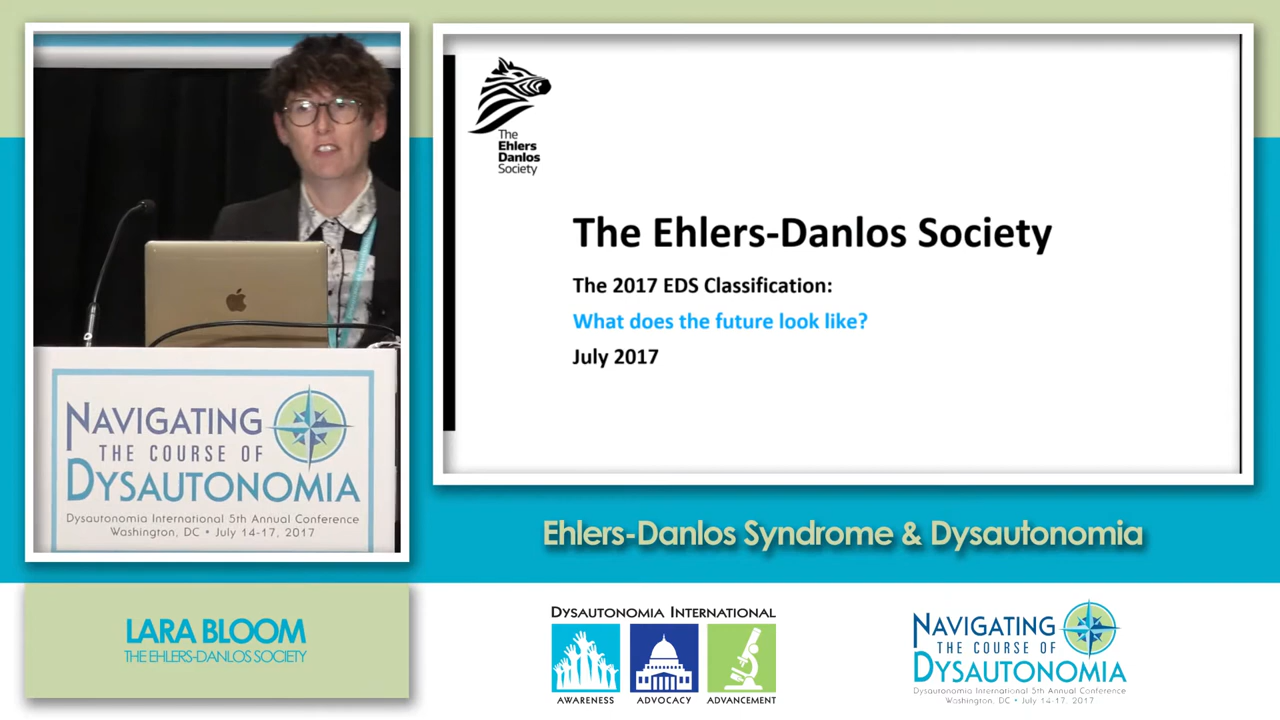 The
Ehlers
Danlos
Society
The Ehlers-Danlos Society
The 2017 EDS Classification:
What does the future look like?
July 2017
NAVIGATING
THE COURSE OF
DYSAUTONOMIA
Dysautonomia International 5th Annual Conference
Washington, DC • July 14-17, 2017
Ehlers-Danlos Syndrome & Dysautonomia
LARA BLOOM
THE EHLERS-DANLOS SOCIETY
DYSAUTONOMIA INTERNATIONAL
AWARENESS ADVOCACY ADVANCEMENT
NAVIGATING
THE COURSE OF
DYSAUTONOMIA
Dysautonomia International 5th Annual Conference
Washington, DC • July 14-17, 2017